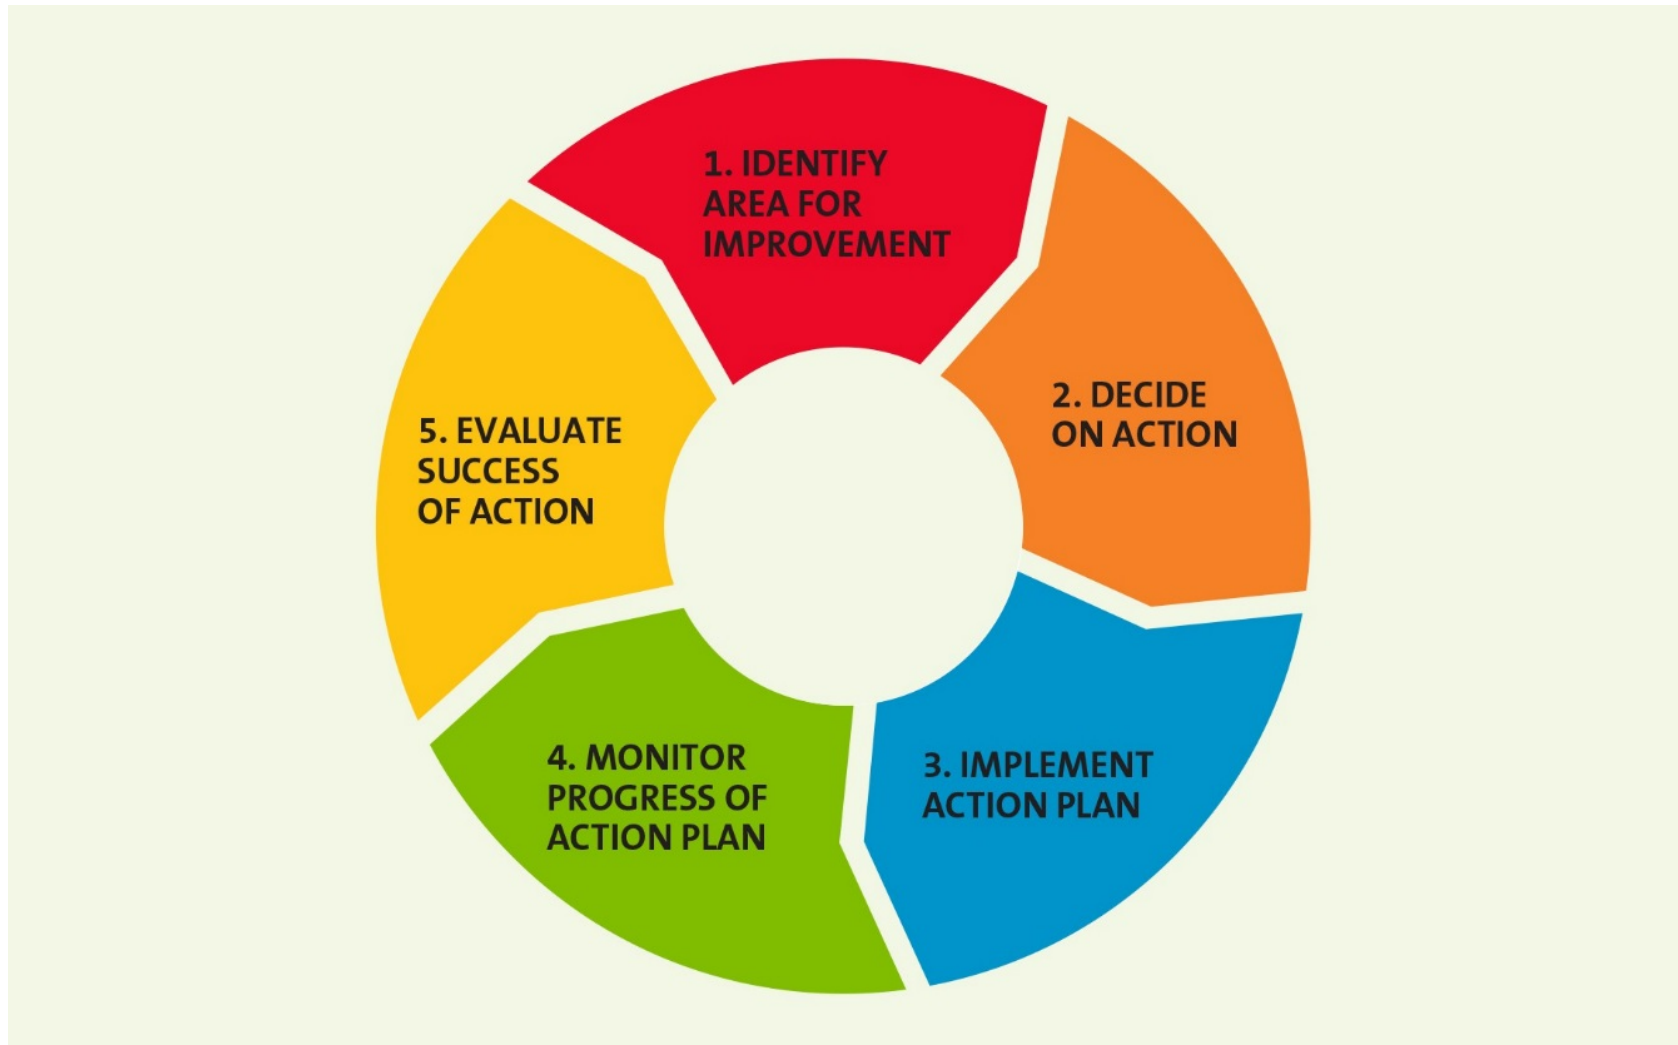 1. IDENTIFY
AREA FOR
IMPROVEMENT
2. DECIDE
ON ACTION
3. IMPLEMENT
ACTION PLAN
4. MONITOR
PROGRESS OF
ACTION PLAN
5. EVALUATE
SUCCESS
OF ACTION